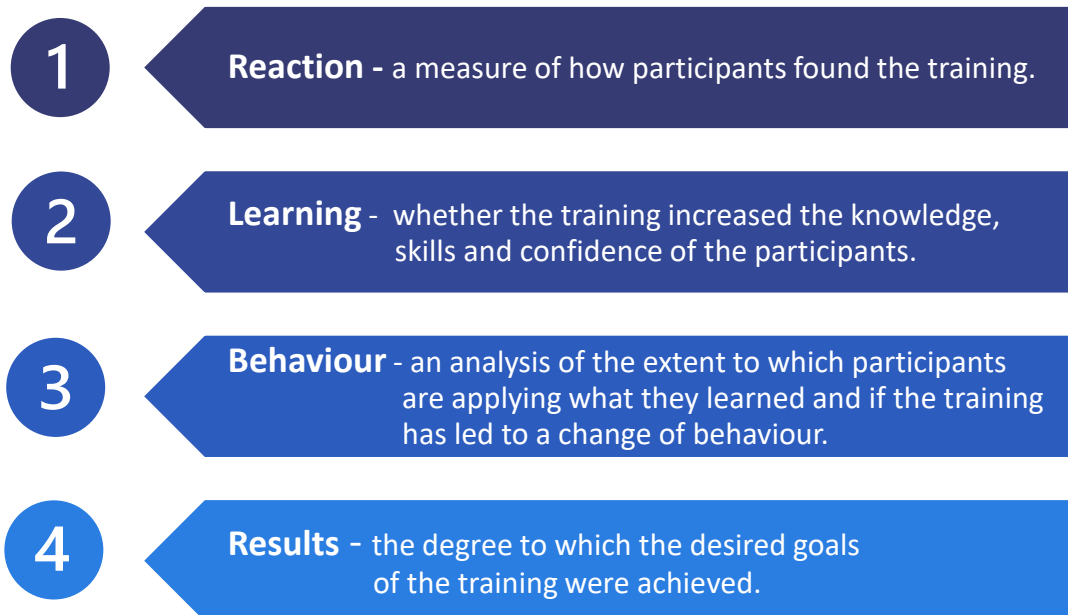 1
Reaction - a measure of how participants found the training.
2
Learning - whether the training increased the knowledge,
skills and confidence of the participants.
3
Behaviour - an analysis of the extent to which participants
are applying what they learned and if the training
has led to a change of behaviour.
4
Results - the degree to which the desired goals
of the training were achieved.